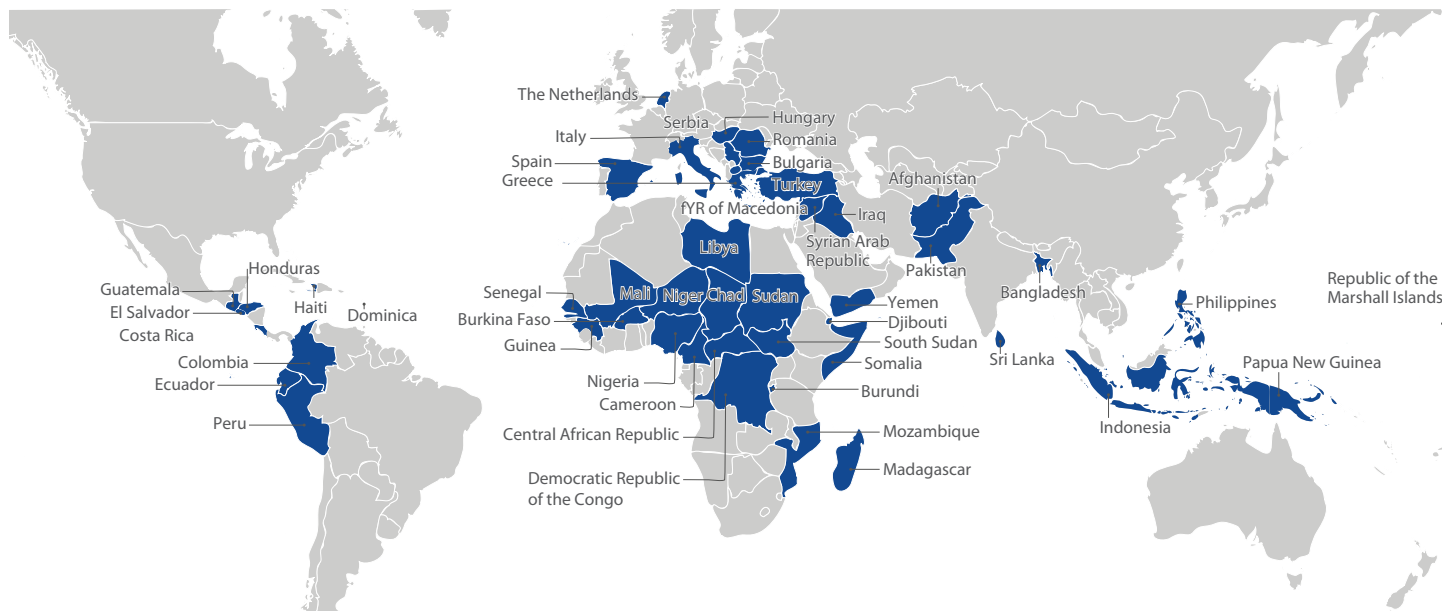 The Netherlands
Serbia
Hungary
Italy
Romania
Spain
Bulgaria
Greece
Turkey
Afghanistan
fYR of Macedonia
Iraq
Syrian Arab
Republic
Libya
Pakistan
Honduras
Guatemala
El Salvador
Haiti
Dominica
Costa Rica
Colombia
Ecuador
Peru
Senegal
Mali
Niger
Chad
Sudan
Burkina Faso
Guinea
Yemen
Djibouti
South Sudan
Somalia
Nigeria
Cameroon
Burundi
Central African Republic
Mozambique
Democratic Republic
of the Congo
Madagascar
Bangladesh
Sri Lanka
Philippines
Republic of the
Marshall Islands
Papua New Guinea
Indonesia